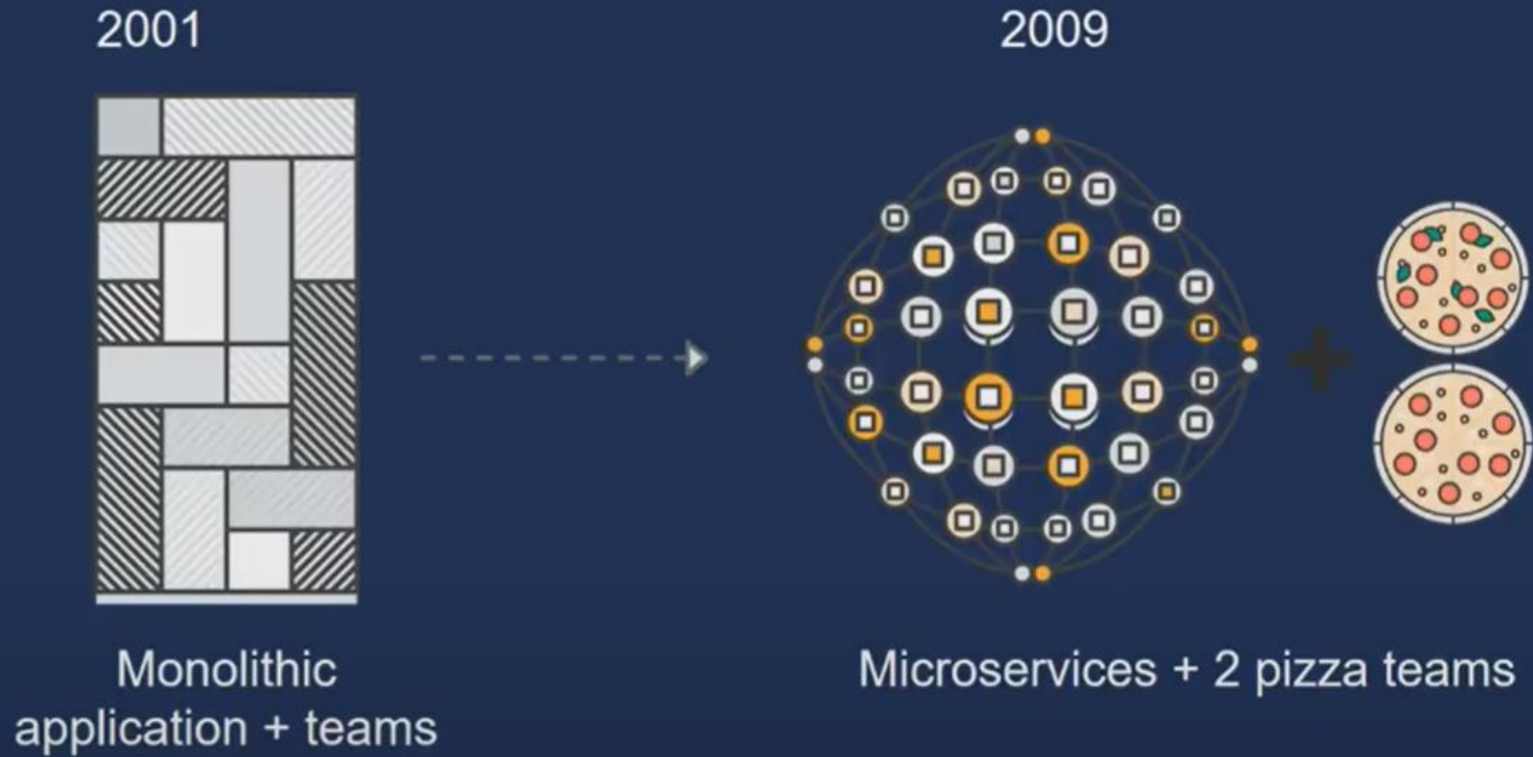 2001
2009
Monolithic
application + teams
Microservices + 2 pizza teams